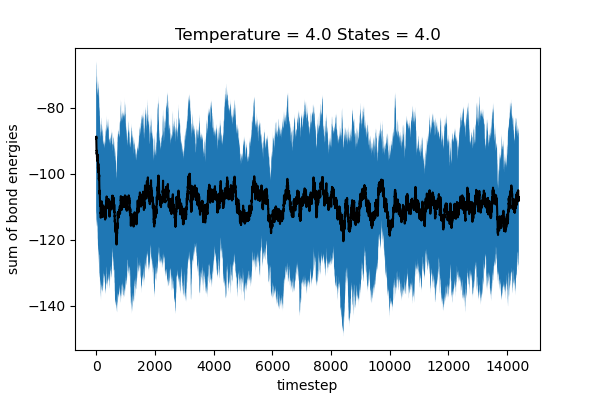 Temperature = 4.0 States = 4.0
sum of bond energies
−80
−100
−120
−140
0 2000 4000 6000 8000 10000 12000 14000
timestep